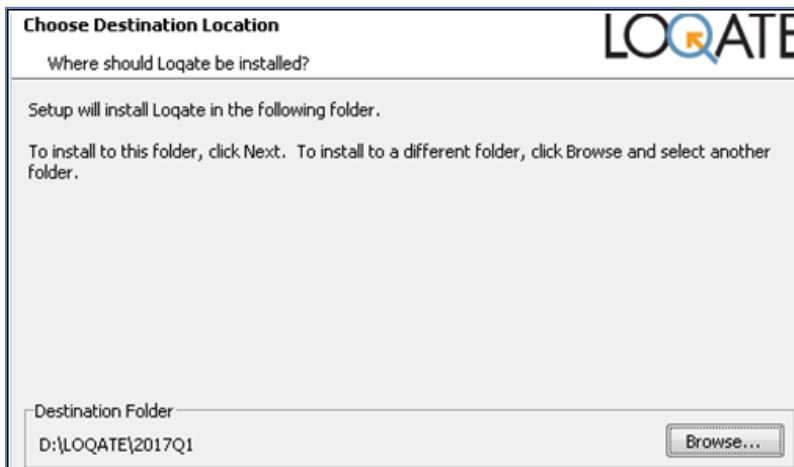 Choose Destination Location
LOQATE
Where should Loqate be installed?
Setup will install Loqate in the following folder.
To install to this folder, click Next. To install to a different folder, click Browse and select another
folder.
Destination Folder
D:\LOQATE\2017Q1
Browse...